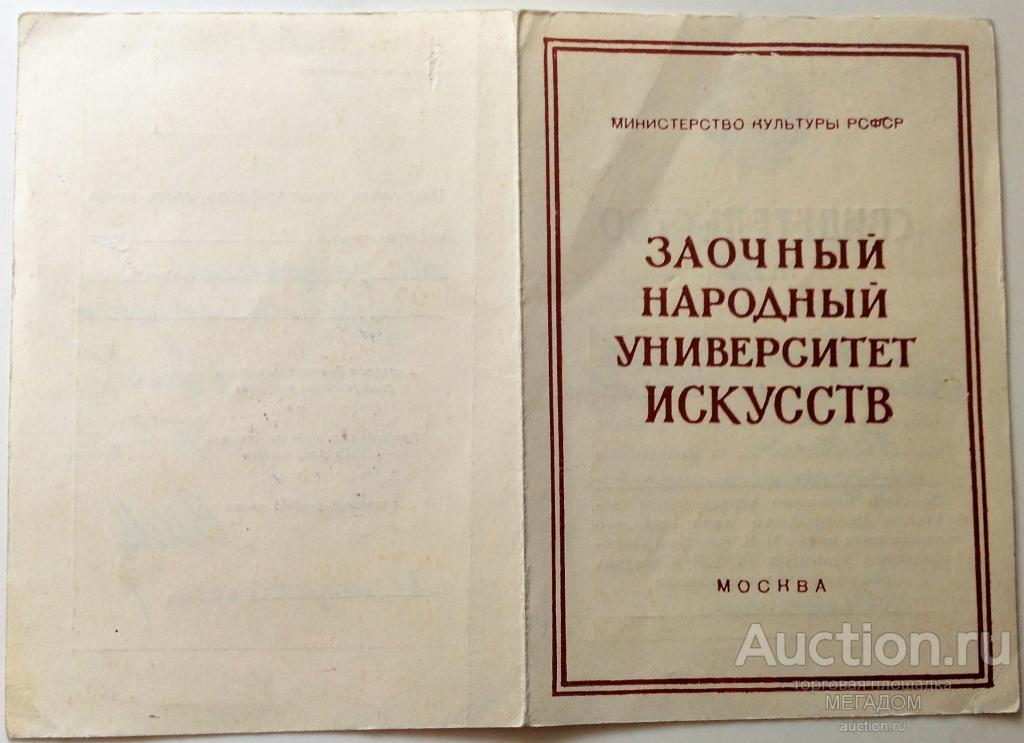 МИНИСТЕРСТВО КУЛЬТУРЫ РСФСР
ЗАОЧНЫЙ
НАРОДНЫЙ
УНИВЕРСИТЕТ
ИСКУССТВ
МОСКВА
Auction.ru
торговая площадка
МЕГАДОМ
auction.ru